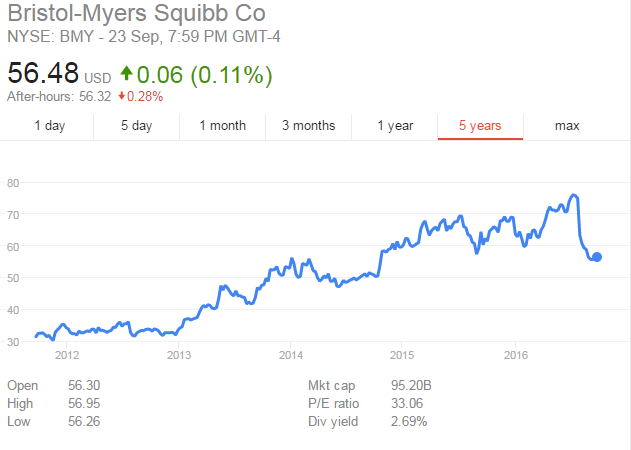 Bristol-Myers Squibb Co
NYSE: BMY - 23 Sep, 7:59 PM GMT-4
56.48 USD 0.06 (0.11%)
After-hours: 56.32 0.28%
1 day 5 day 1 month 3 months 1 year 5 years max
80
70
60
50
40
30
2012 2013 2014 2015 2016
Open 56.30 Mkt cap 95.20B
High 56.95 P/E ratio 33.06
Low 56.26 Div yield 2.69%